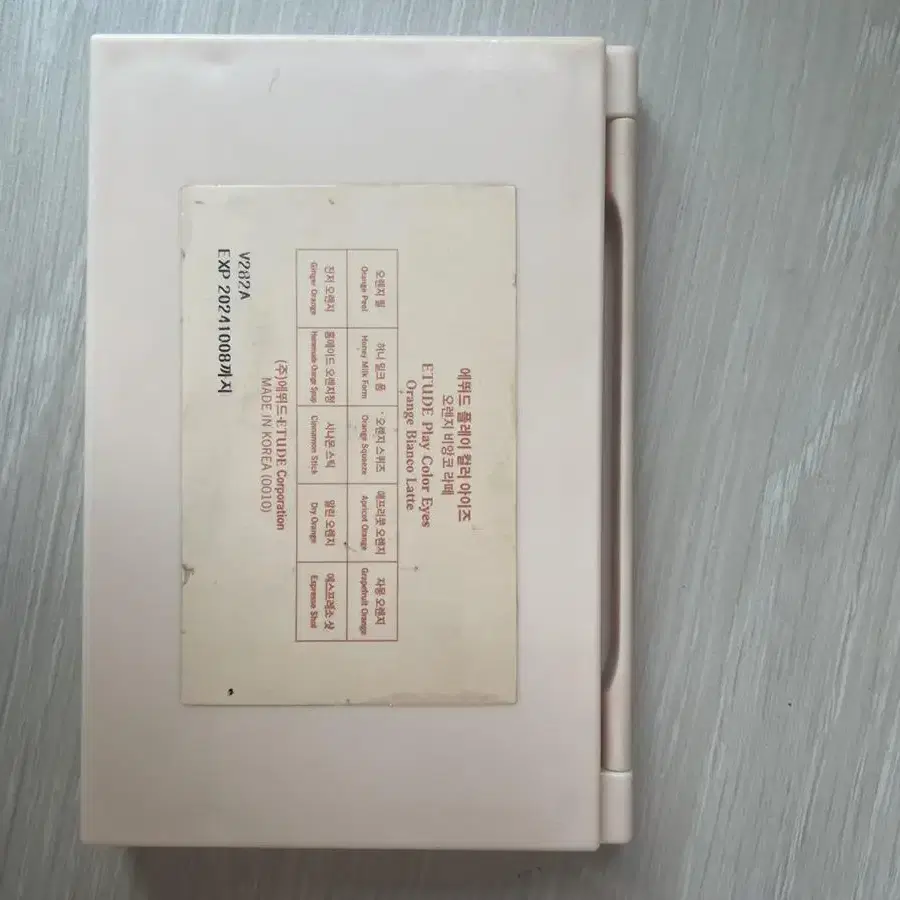 에뛰드 플레이 컬러 아이즈
오렌지 비앙코 라떼
ETUDE Play Color Eyes
Orange Bianco Latte
오렌지 필
Orange Peel
허니 밀크 폼
Honey Milk Form
오렌지 스퀴즈
Orange Squeeze
애프리콧 오렌지
Apricot Orange
자몽 오렌지
Grapefruit Orange
진저 오렌지
Ginger Orange
홈메이드 오렌지청
Homemade Orange Syrup
시나몬 스틱
Cinnamon Stick
말린 오렌지
Dry Orange
에스프레소 샷
Espresso Shot
(주)에뛰드·ETUDE Corporation
MADE IN KOREA (0010)
V282A
EXP 20241008까지